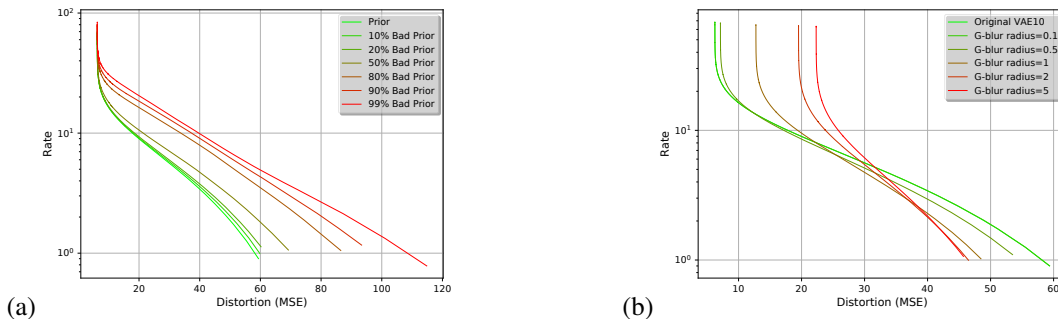 10²
10¹
10⁰
Rate
0
20
40
60
80
100
120
Distortion (MSE)
Prior
10% Bad Prior
20% Bad Prior
50% Bad Prior
80% Bad Prior
90% Bad Prior
99% Bad Prior
(a)
10¹
10⁰
Rate
10
20
30
40
50
60
Distortion (MSE)
Original VAE10
G-blur radius=0.1
G-blur radius=0.5
G-blur radius=1
G-blur radius=2
G-blur radius=5
(b)